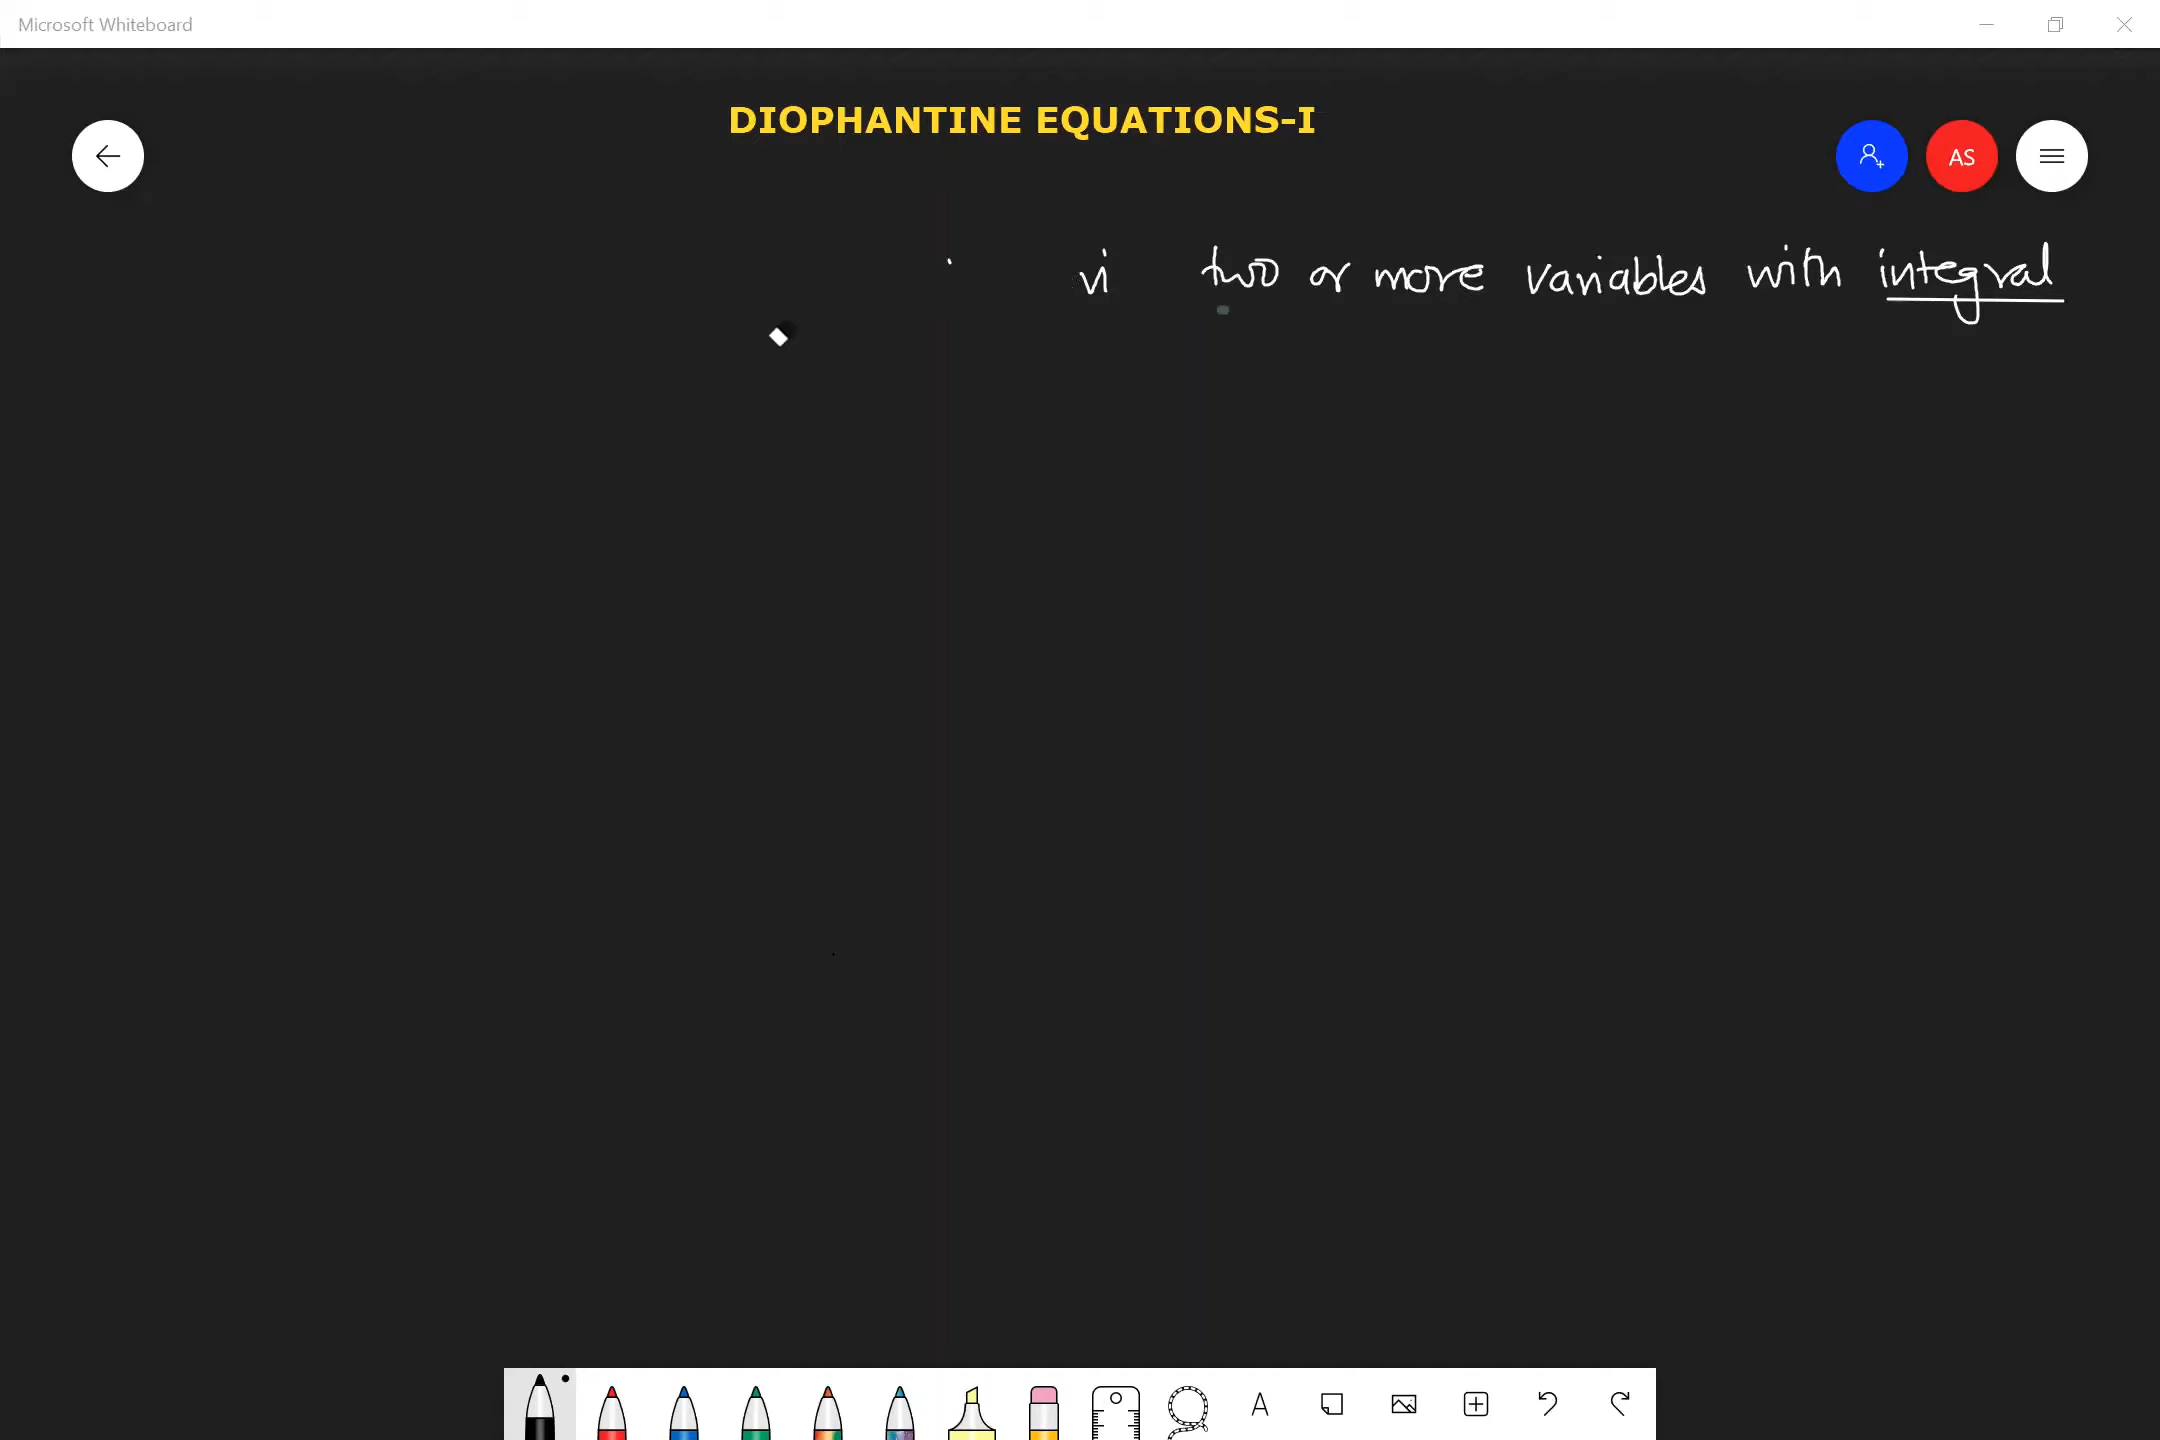 Microsoft Whiteboard
DIOPHANTINE EQUATIONS-I
AS
two or more variables with integral
A